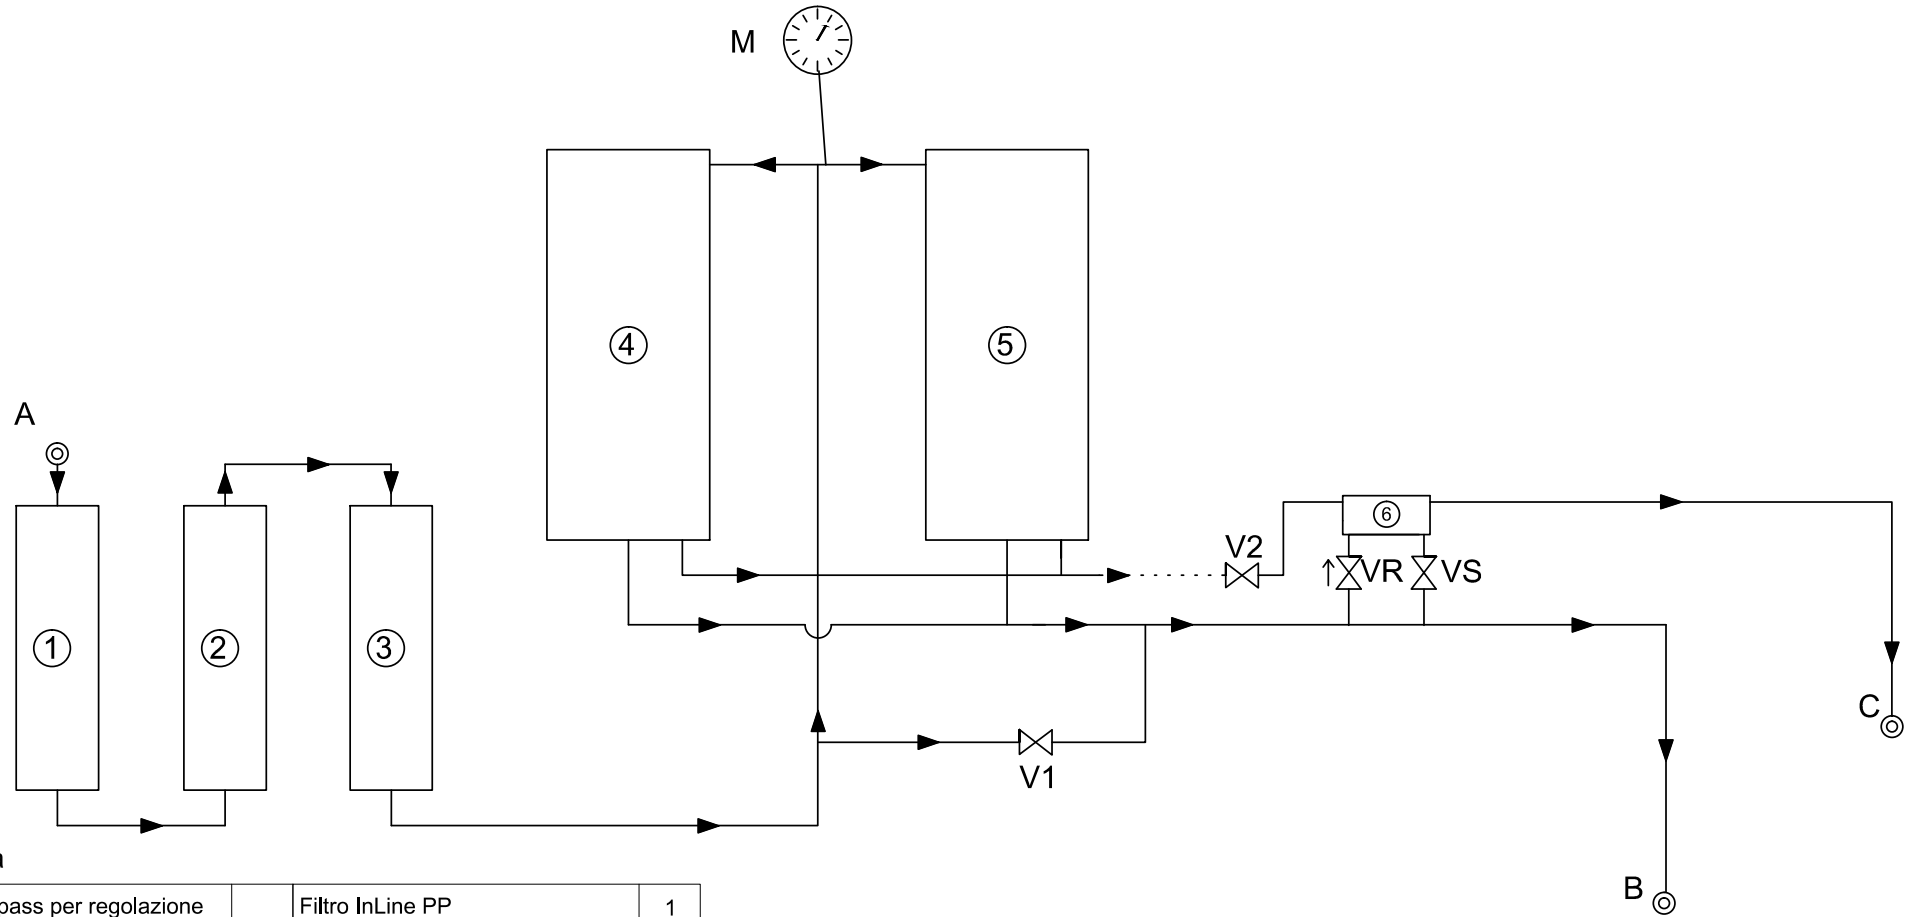 M
4
5
A
V2
6
VR
VS
1
2
3
C
V1
B
pass per regolazione
Filtro InLine PP
1